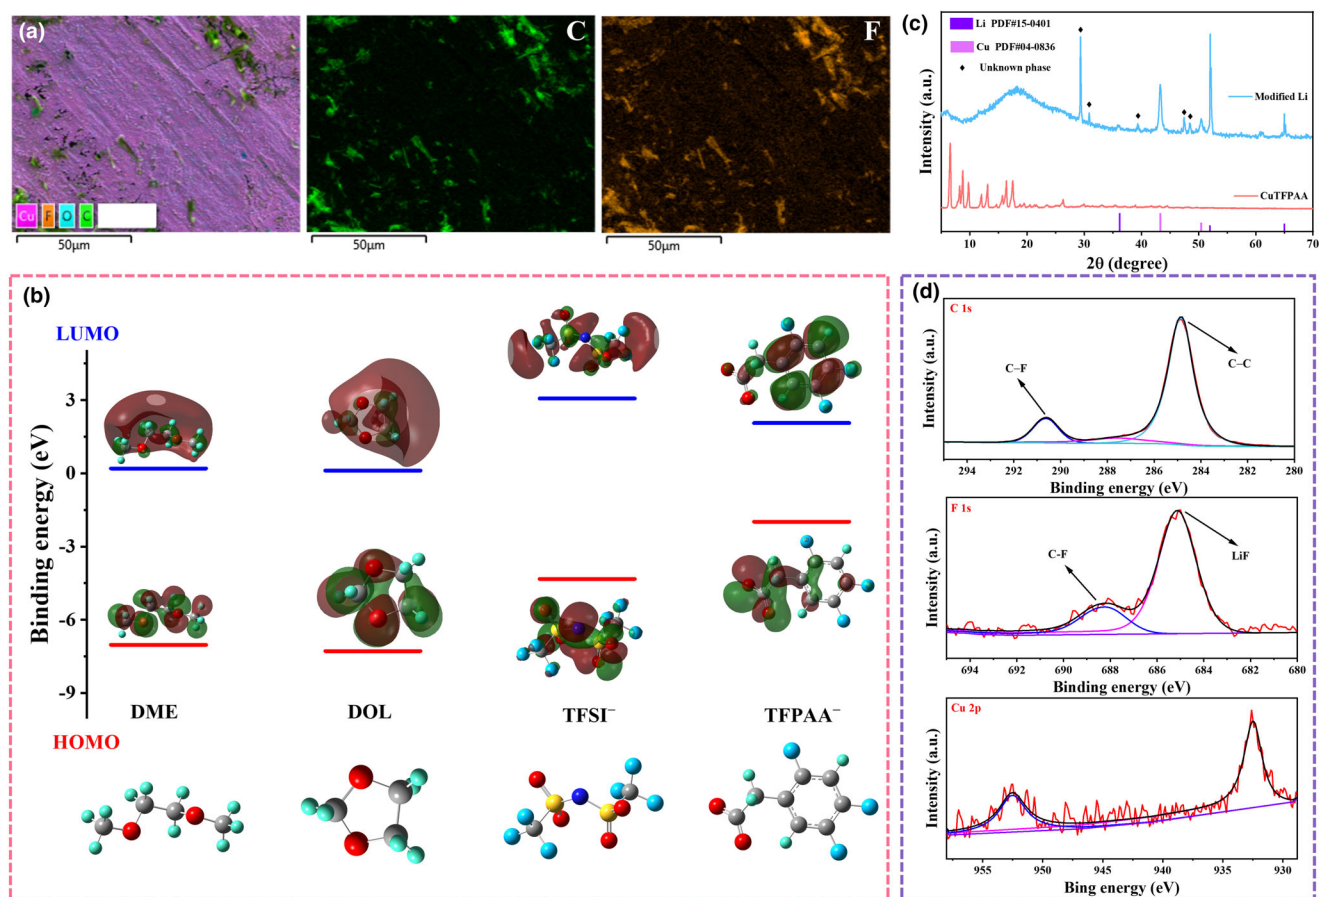 (a)
C
F
Cu F O C
50μm
50μm
50μm
(c)
Li PDF#15-0401
Cu PDF#04-0836
Unknown phase
Modified Li
CuTFPAA
Intensity (a.u.)
5 10 20 30 40 50 60 70
2θ (degree)
(b)
LUMO
Binding energy (eV)
3
0
-3
-6
-9
DME DOL TFSI⁻ TFPAA⁻
HOMO
(d)
C 1s
C–F
C–C
Intensity (a.u.)
295 292 290 288 286 284 282 280
Binding energy (eV)
F 1s
C-F
LiF
Intensity (a.u.)
694 692 690 688 686 684 682 680
Binding energy (eV)
Cu 2p
Intensity (a.u.)
955 950 945 940 935 930
Bing energy (eV)